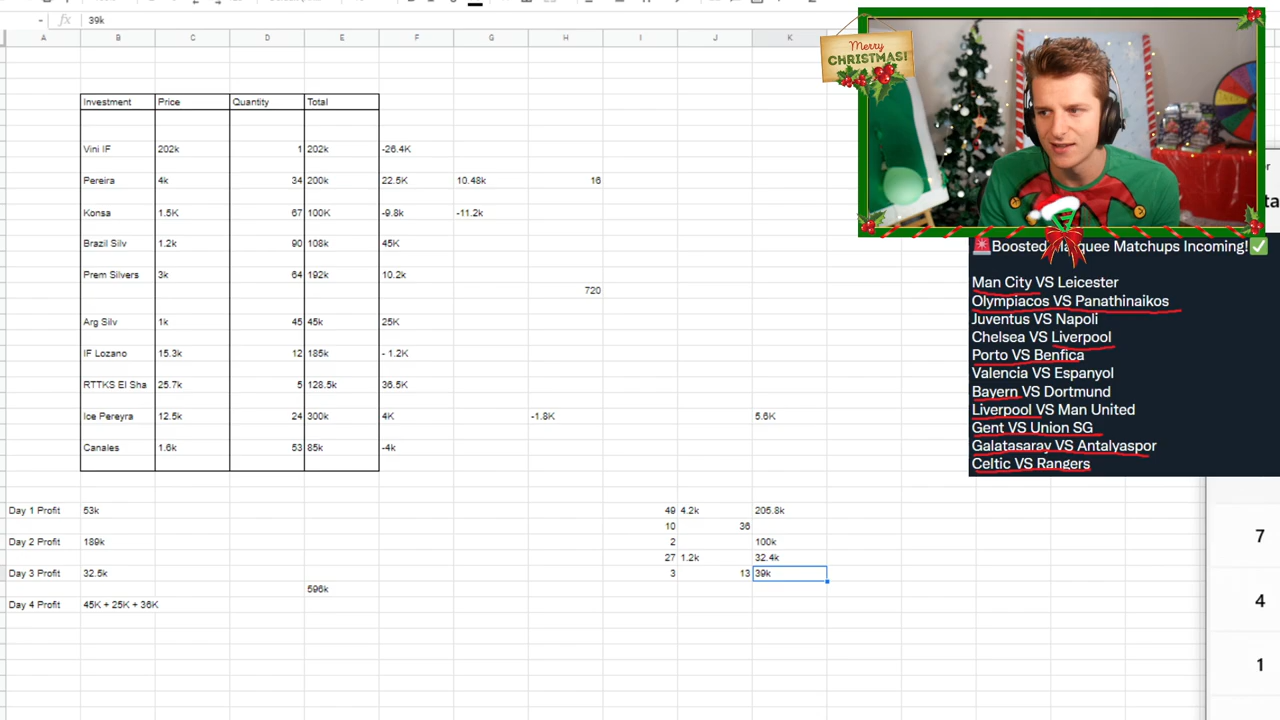 39k
A B C D E F G H I J K
Merry
CHRISTMAS!
Investment Price Quantity Total
Vini IF 202k 1 202k -26.4K
Pereira 4k 34 200k 22.5K 10.48k 16
Konsa 1.5K 67 100K -9.8k -11.2k
Brazil Silv 1.2k 90 108k 45K
Prem Silvers 3k 64 192k 10.2k
720
Arg Silv 1k 45 45k 25K
IF Lozano 15.3k 12 185k - 1.2K
RTTKS El Sha 25.7k 5 128.5k 36.5K
Ice Pereyra 12.5k 24 300k 4K -1.8K 5.6K
Canales 1.6k 53 85k -4k
Day 1 Profit 53k 49 4.2k 205.8k
10 36
Day 2 Profit 189k 2 100k
27 1.2k 32.4k
Day 3 Profit 32.5k 3 13 39k
596k
Day 4 Profit 45K + 25K + 36K
🚨Boosted Marquee Matchups Incoming!✅
Man City VS Leicester
Olympiacos VS Panathinaikos
Juventus VS Napoli
Chelsea VS Liverpool
Porto VS Benfica
Valencia VS Espanyol
Bayern VS Dortmund
Liverpool VS Man United
Gent VS Union SG
Galatasaray VS Antalyaspor
Celtic VS Rangers
7
4
1